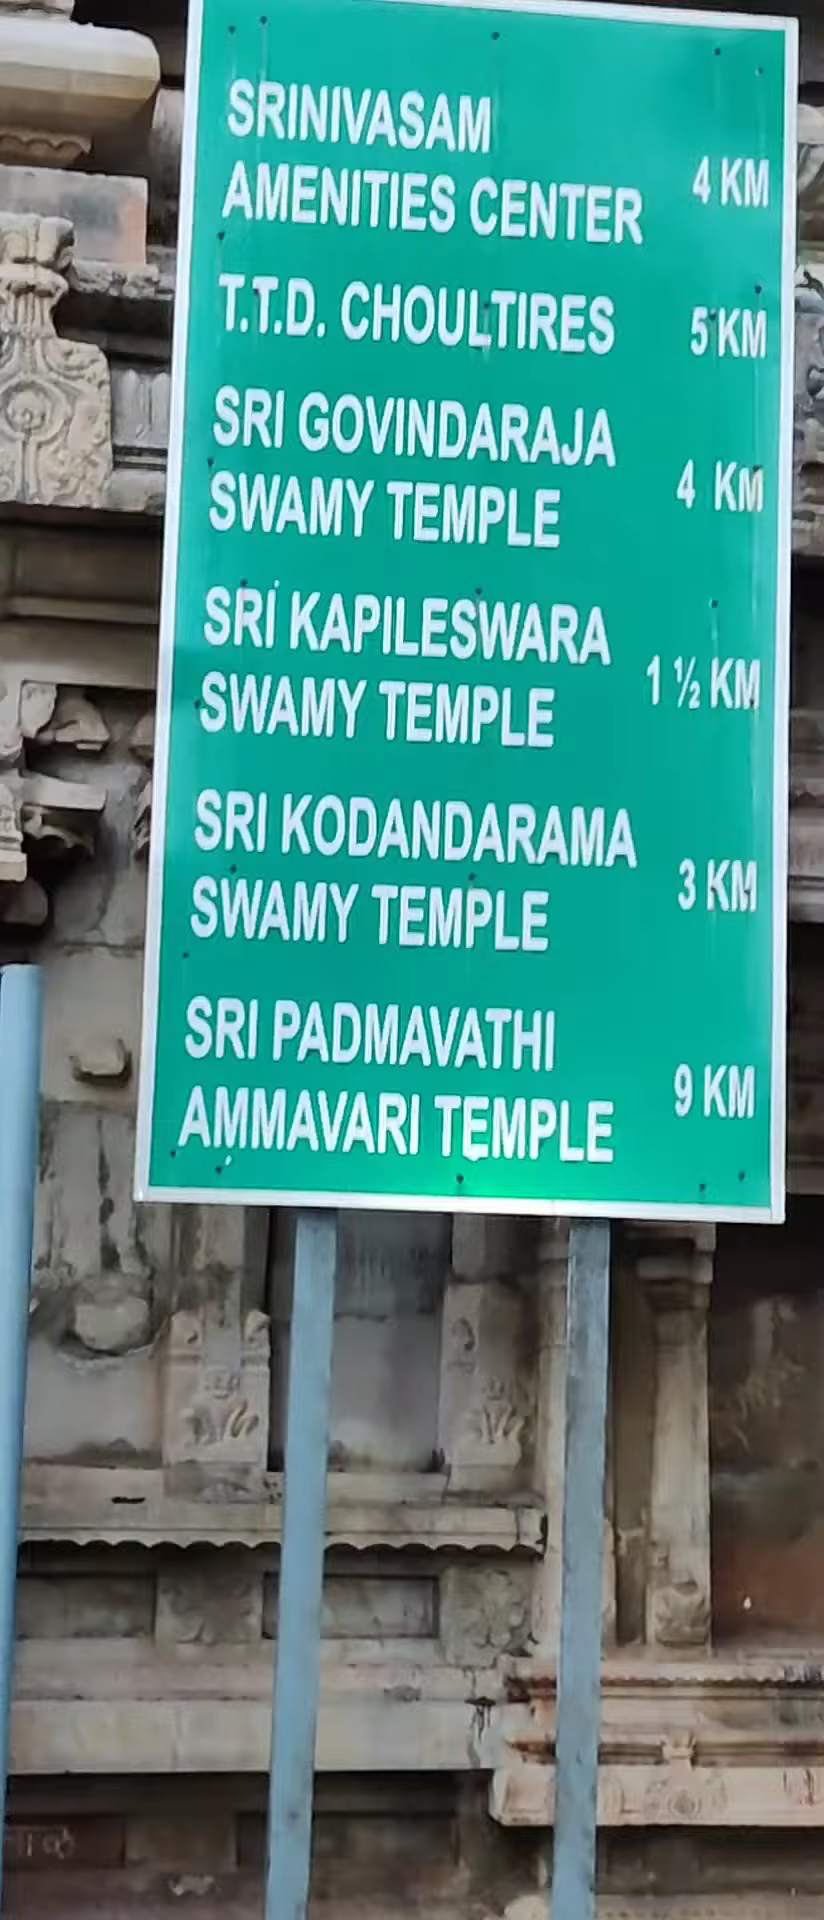 SRINIVASAM
AMENITIES CENTER 4 KM
T.T.D. CHOULTIRES 5 KM
SRI GOVINDARAJA
SWAMY TEMPLE 4 KM
SRI KAPILESWARA
SWAMY TEMPLE 1 ½ KM
SRI KODANDARAMA
SWAMY TEMPLE 3 KM
SRI PADMAVATHI
AMMAVARI TEMPLE 9 KM